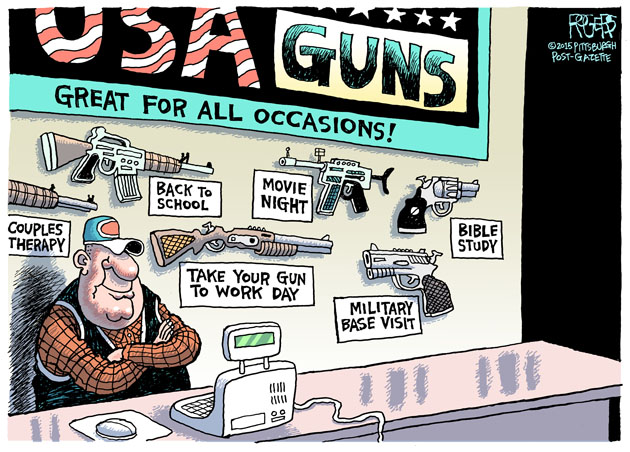 USA GUNS
GREAT FOR ALL OCCASIONS!
ROGERS
©2015 PITTSBURGH
POST-GAZETTE
BACK TO
SCHOOL
MOVIE
NIGHT
BIBLE
STUDY
COUPLES
THERAPY
TAKE YOUR GUN
TO WORK DAY
MILITARY
BASE VISIT